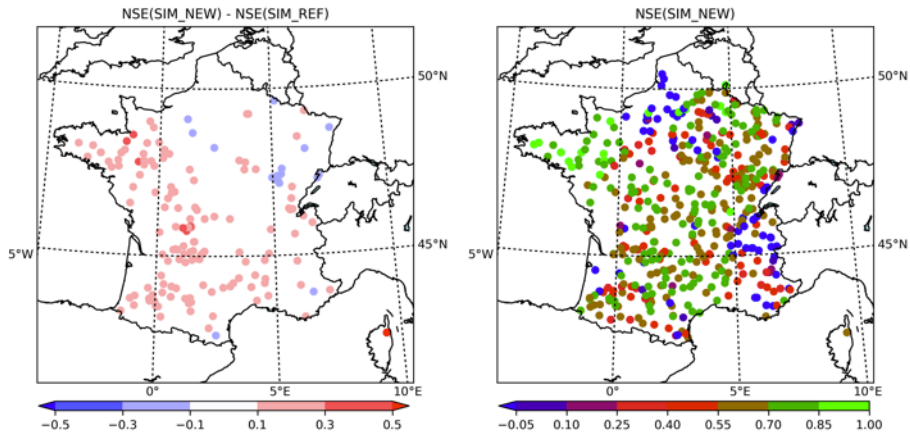 NSE(SIM_NEW) - NSE(SIM_REF)
NSE(SIM_NEW)
50°N
50°N
5°W
45°N
5°W
45°N
0°
5°E
10°E
0°
5°E
10°E
−0.5
−0.3
−0.1
0.1
0.3
0.5
−0.05
0.10
0.25
0.55
0.70
0.85
1.00